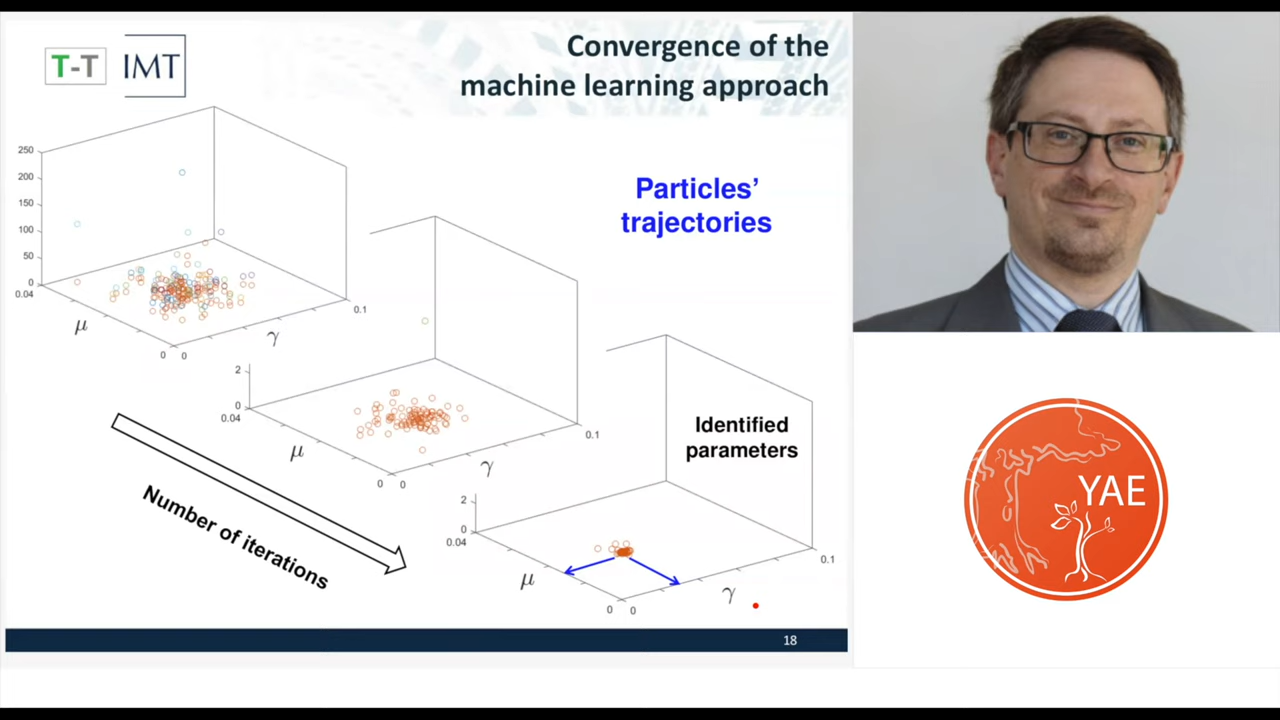 T-T IMT
Convergence of the
machine learning approach
Particles’
trajectories
250
200
150
100
50
0
0.04
μ
0 0
γ
0.1
2
0
0.04
μ
0 0
γ
0.1
Identified
parameters
2
0
0.04
μ
0 0
γ
0.1
Number of iterations
18
YAE